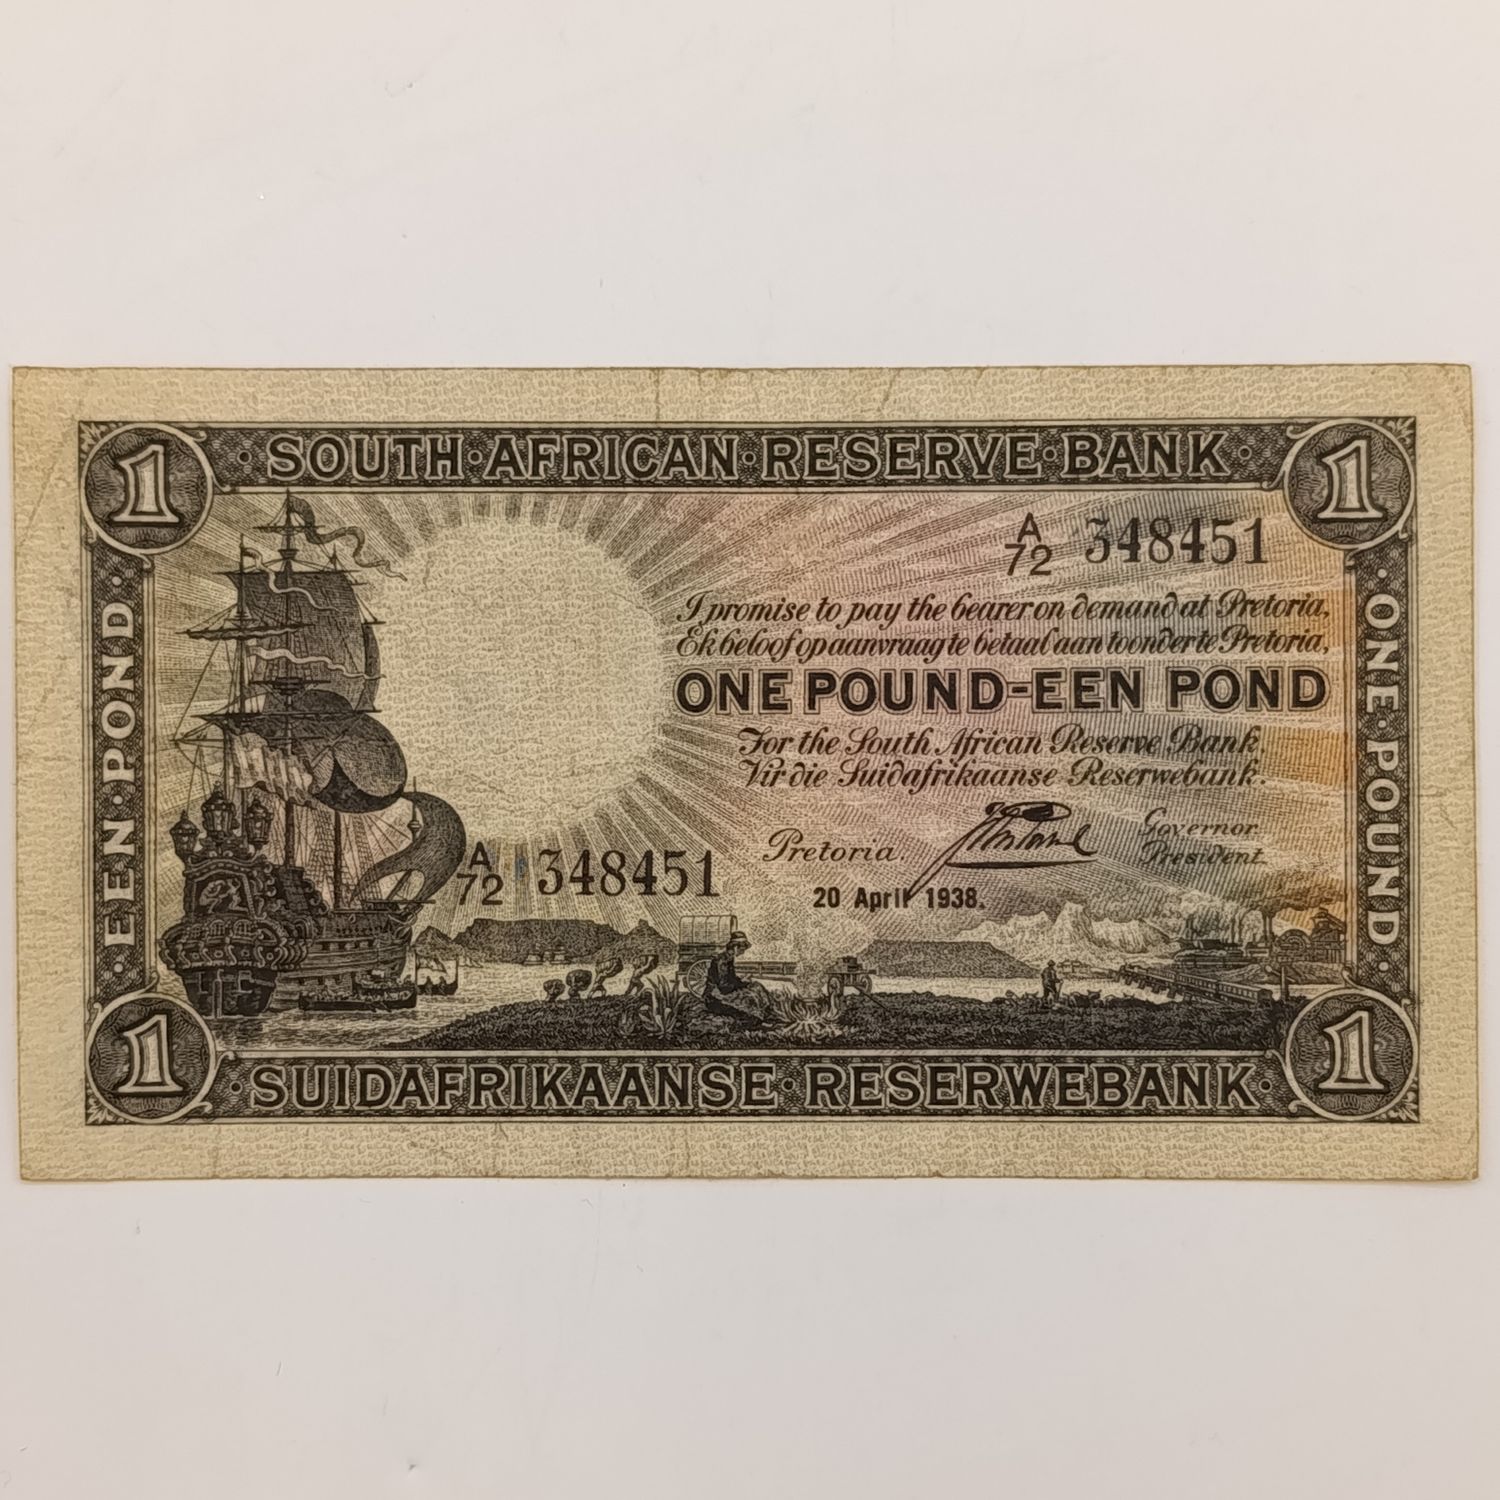 1
SOUTH·AFRICAN·RESERVE·BANK
1
A/72 348451
I promise to pay the bearer on demand at Pretoria,
Ek beloof op aanvraag te betaal aan toonder te Pretoria,
ONE POUND-EEN POND
For the South African Reserve Bank.
Vir die Suidafrikaanse Reserwebank.
EEN·POND
ONE·POUND
A/72 348451
Pretoria.
Governor
President
20 April 1938.
1
SUIDAFRIKAANSE·RESERWEBANK
1